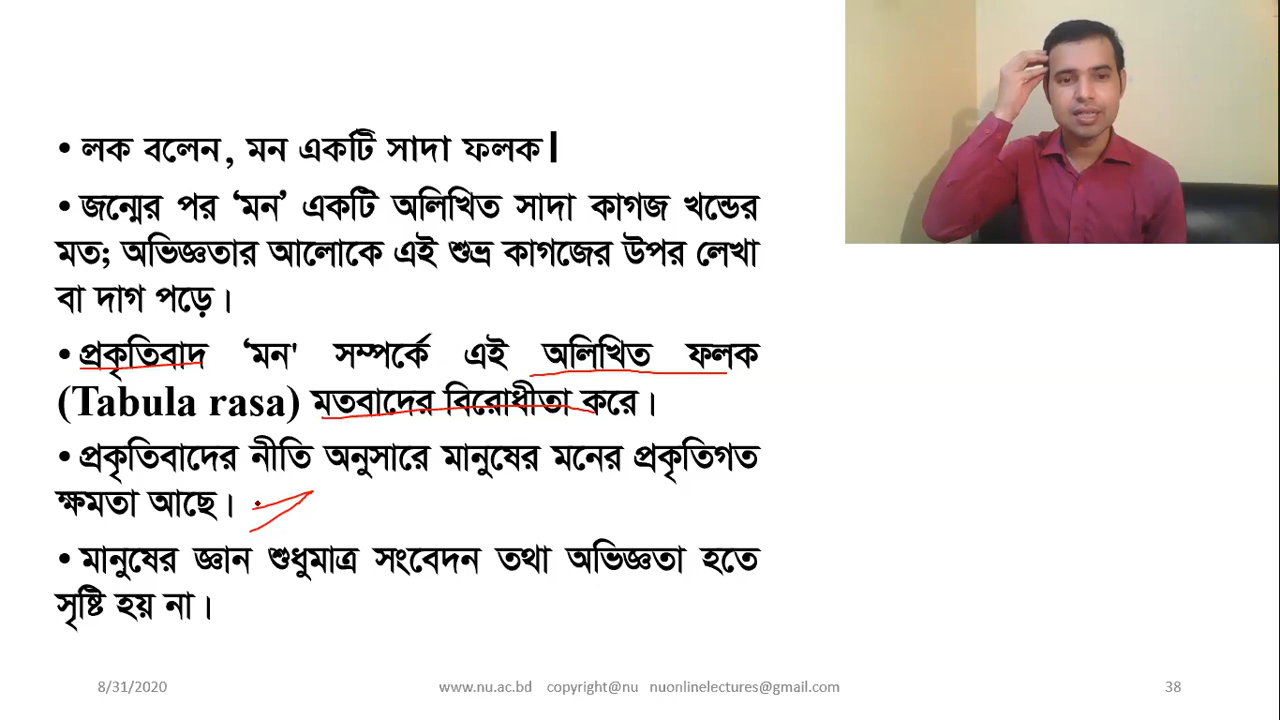 • লক বলেন, মন একটি সাদা ফলক।
• জন্মের পর ‘মন’ একটি অলিখিত সাদা কাগজ খন্ডের
মত; অভিজ্ঞতার আলোকে এই শুভ্র কাগজের উপর লেখা
বা দাগ পড়ে।
• প্রকৃতিবাদ ‘মন' সম্পর্কে এই অলিখিত ফলক
(Tabula rasa) মতবাদের বিরোধীতা করে।
• প্রকৃতিবাদের নীতি অনুসারে মানুষের মনের প্রকৃতিগত
ক্ষমতা আছে।
• মানুষের জ্ঞান শুধুমাত্র সংবেদন তথা অভিজ্ঞতা হতে
সৃষ্টি হয় না।
8/31/2020 www.nu.ac.bd copyright@nu nuonlinelectures@gmail.com 38